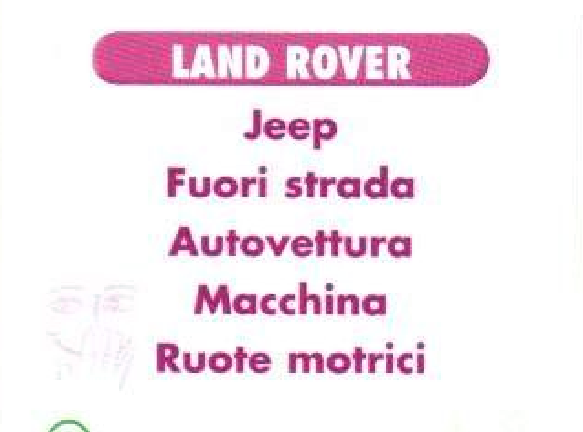 LAND ROVER
Jeep
Fuori strada
Autovettura
Macchina
Ruote motrici